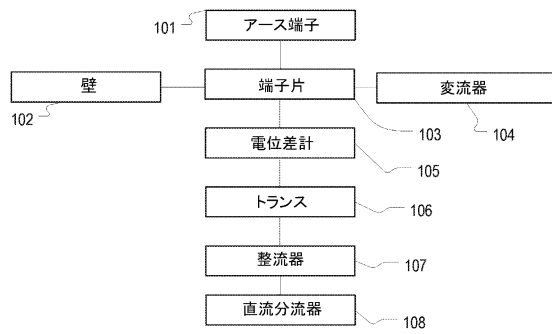 101
アース端子
壁
端子片
変流器
102
103
104
電位差計
105
トランス
106
整流器
107
直流分流器
108